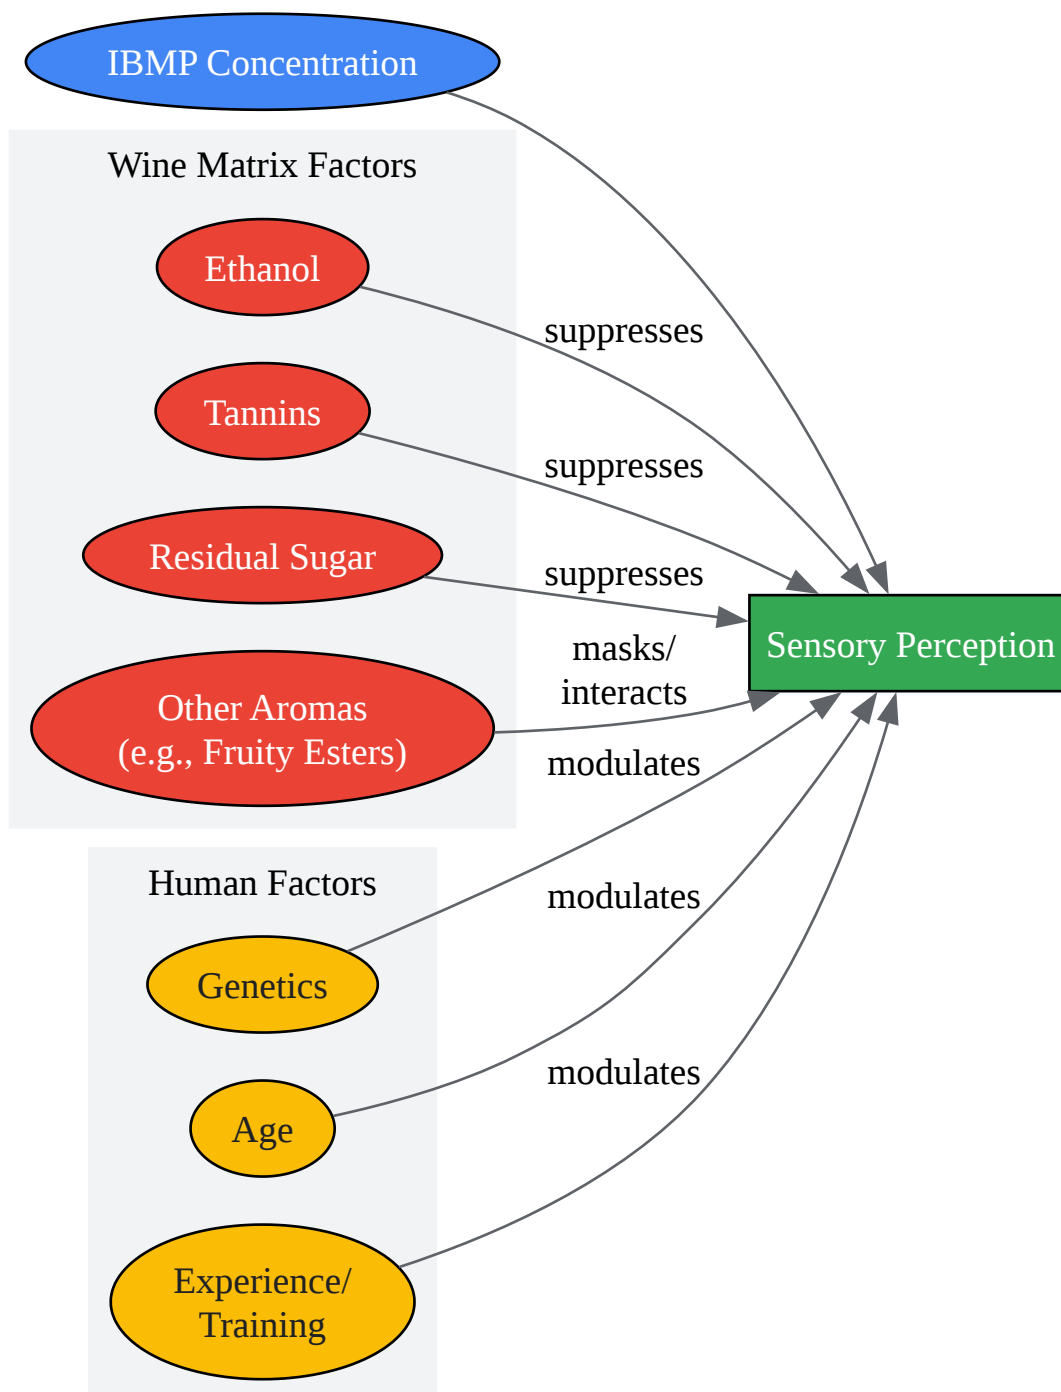 IBMP Concentration
Wine Matrix Factors
Ethanol
suppresses
Tannins
suppresses
Residual Sugar
suppresses
Other Aromas
(e.g., Fruity Esters)
masks/
interacts
Sensory Perception
Human Factors
Genetics
modulates
Age
modulates
Experience/
Training
modulates